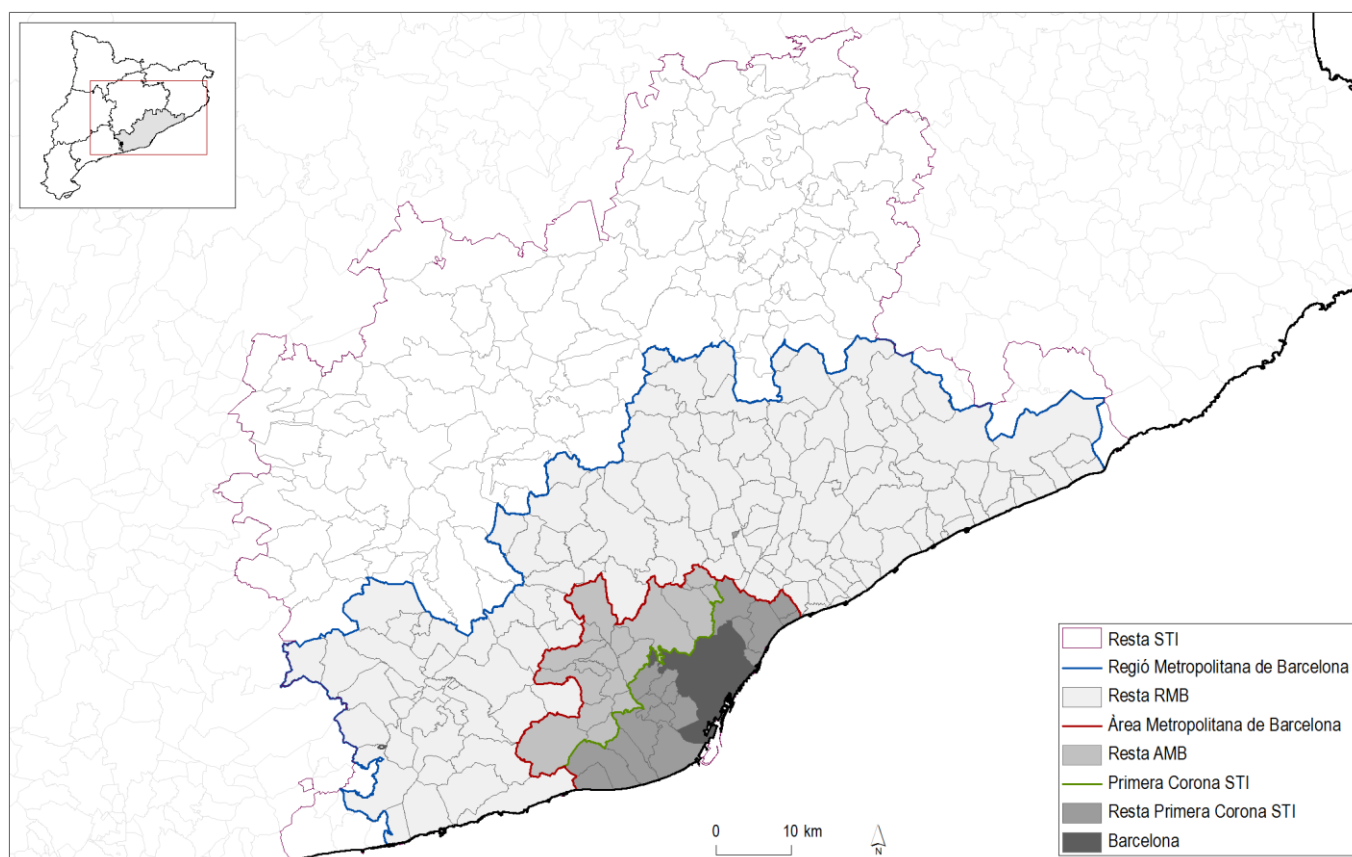 Resta STI
Regió Metropolitana de Barcelona
Resta RMB
Àrea Metropolitana de Barcelona
Resta AMB
Primera Corona STI
Resta Primera Corona STI
Barcelona
0 10 km
N